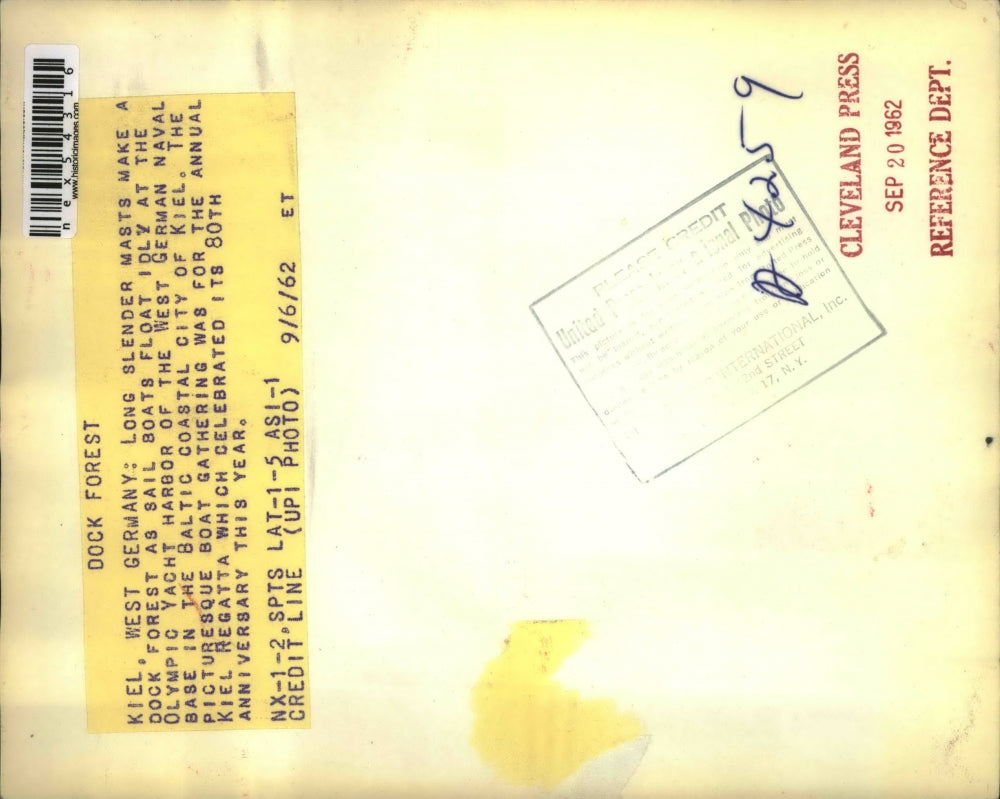 DOCK FOREST
KIEL, WEST GERMANY: LONG SLENDER MASTS MAKE A
DOCK FOREST AS SAIL BOATS FLOAT IDLY AT THE
OLYMPIC YACHT HARBOR OF THE WEST GERMAN NAVAL
BASE IN THE BALTIC COASTAL CITY OF KIEL. THE
PICTURESQUE BOAT GATHERING WAS FOR THE ANNUAL
KIEL REGATTA WHICH CELEBRATED ITS 80TH
ANNIVERSARY THIS YEAR.
NX-1-2,SPTS LAT-1-5 ASI-1 9/6/62 ET
CREDIT LINE (UPI PHOTO)
nex54316
www.historicimages.com
PLEASE CREDIT
United
INTERNATIONAL, Inc.
2nd STREET
17, N. Y.
CLEVELAND PRESS
SEP 20 1962
REFERENCE DEPT.